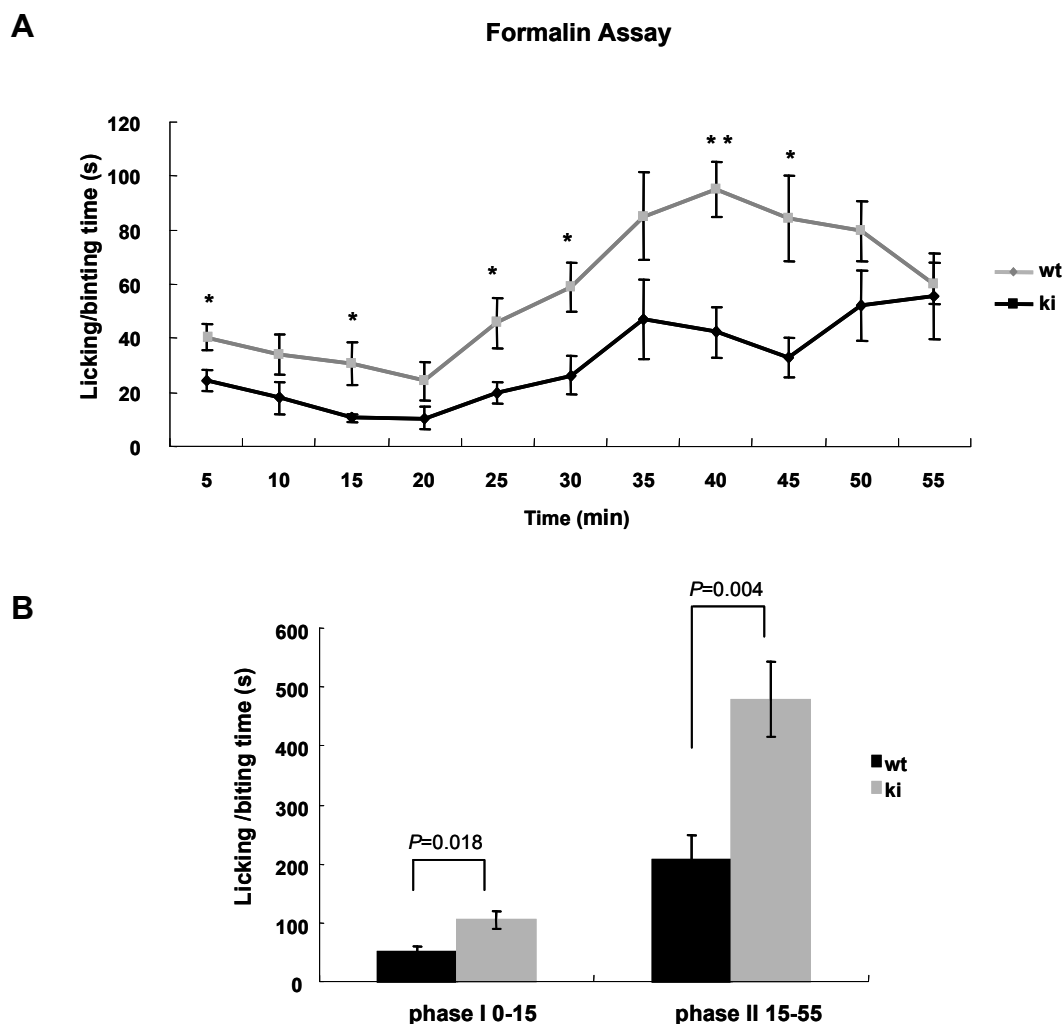 A
Formalin Assay
Licking/binting time (s)
120
100
80
60
40
20
0
*
*
*
*
* *
*
5 10 15 20 25 30 35 40 45 50 55
Time (min)
wt
ki
B
Licking /biting time (s)
600
500
400
300
200
100
0
P=0.018
P=0.004
phase I 0-15 phase II 15-55
wt
ki